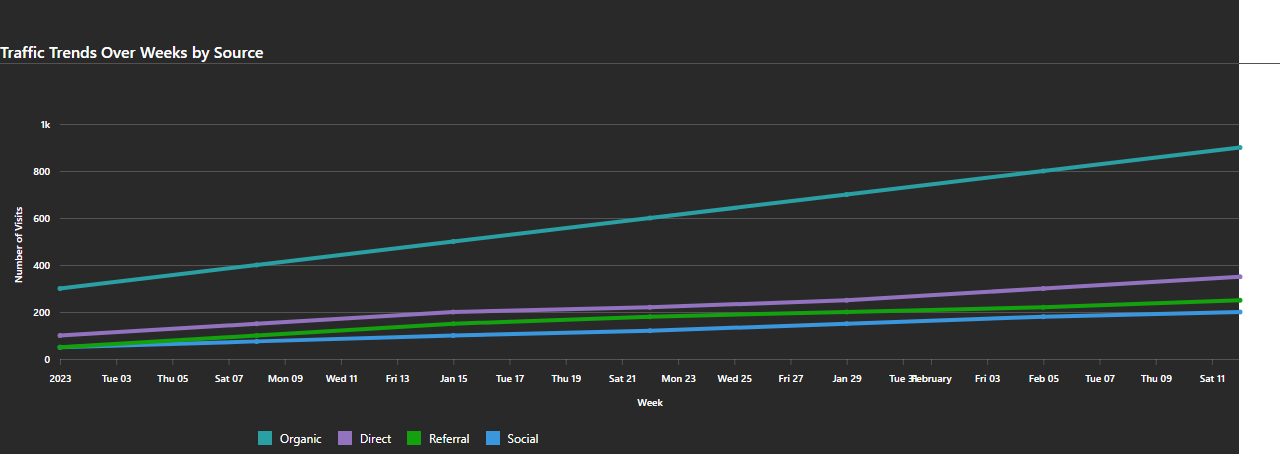 Traffic Trends Over Weeks by Source
1k
800
600
400
200
0
Number of Visits
2023 Tue 03 Thu 05 Sat 07 Mon 09 Wed 11 Fri 13 Jan 15 Tue 17 Thu 19 Sat 21 Mon 23 Wed 25 Fri 27 Jan 29 Tue 31 February Fri 03 Feb 05 Tue 07 Thu 09 Sat 11
Week
Organic Direct Referral Social